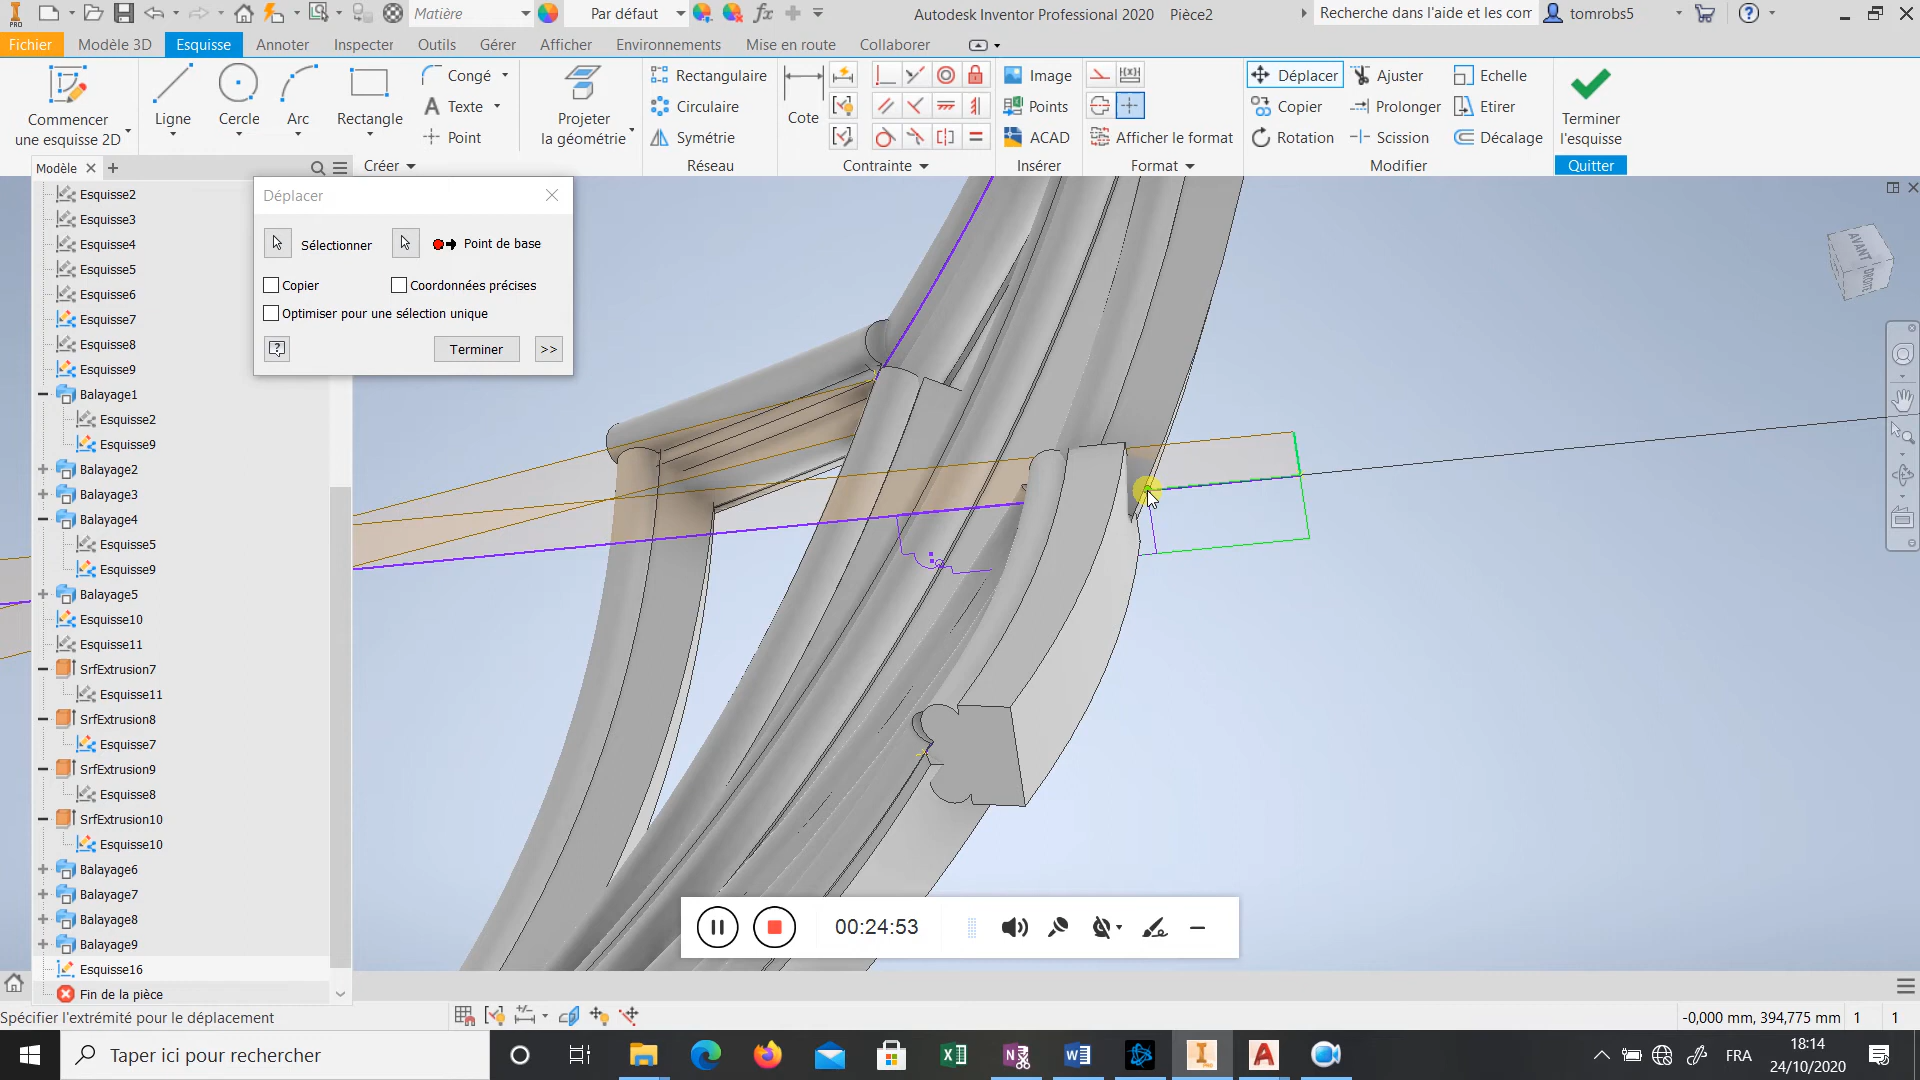 PRO
Matière
Par défaut
fx
Autodesk Inventor Professional 2020 Pièce2
Recherche dans l'aide et les com
tomrobs5
Fichier Modèle 3D Esquisse Annoter Inspecter Outils Gérer Afficher Environnements Mise en route Collaborer
Commencer
une esquisse 2D
Ligne
Cercle
Arc
Rectangle
Congé
Texte
Point
Projeter
la géométrie
Rectangulaire
Circulaire
Symétrie
Cote
Image
Points
ACAD
Afficher le format
Déplacer
Copier
Rotation
Ajuster
Prolonger
Scission
Echelle
Etirer
Décalage
Terminer
l'esquisse
Créer Réseau Contrainte Insérer Format Modifier Quitter
Modèle
Esquisse2
Esquisse3
Esquisse4
Esquisse5
Esquisse6
Esquisse7
Esquisse8
Esquisse9
Balayage1
Esquisse2
Esquisse9
Balayage2
Balayage3
Balayage4
Esquisse5
Esquisse9
Balayage5
Esquisse10
Esquisse11
SrfExtrusion7
Esquisse11
SrfExtrusion8
Esquisse7
SrfExtrusion9
Esquisse8
SrfExtrusion10
Esquisse10
Balayage6
Balayage7
Balayage8
Balayage9
Esquisse16
Fin de la pièce
Déplacer
Sélectionner
Point de base
Copier
Coordonnées précises
Optimiser pour une sélection unique
Terminer
>>
AVANT
DROITE
00:24:53
Spécifier l'extrémité pour le déplacement
-0,000 mm, 394,775 mm 1 1
Taper ici pour rechercher
FRA
18:14
24/10/2020